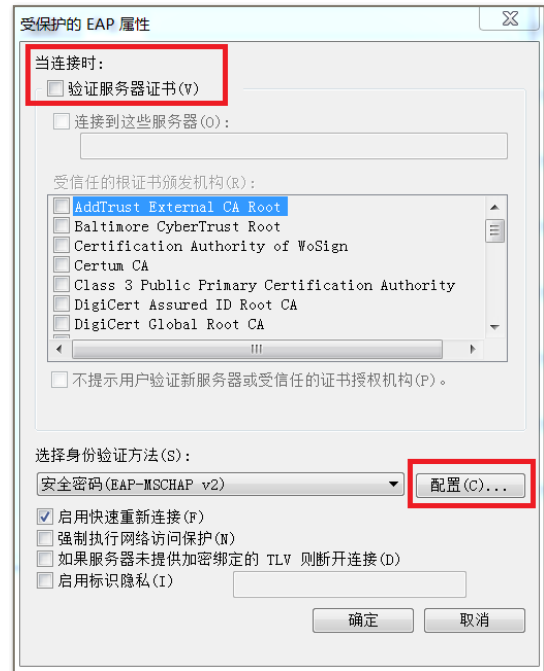 受保护的 EAP 属性
当连接时:
验证服务器证书(V)
连接到这些服务器(O):
受信任的根证书颁发机构(R):
AddTrust External CA Root
Baltimore CyberTrust Root
Certification Authority of WoSign
Certum CA
Class 3 Public Primary Certification Authority
DigiCert Assured ID Root CA
DigiCert Global Root CA
不提示用户验证新服务器或受信任的证书授权机构(P)。
选择身份验证方法(S):
安全密码(EAP-MSCHAP v2) 配置(C)...
启用快速重新连接(F)
强制执行网络访问保护(N)
如果服务器未提供加密绑定的 TLV 则断开连接(D)
启用标识隐私(I)
确定 取消